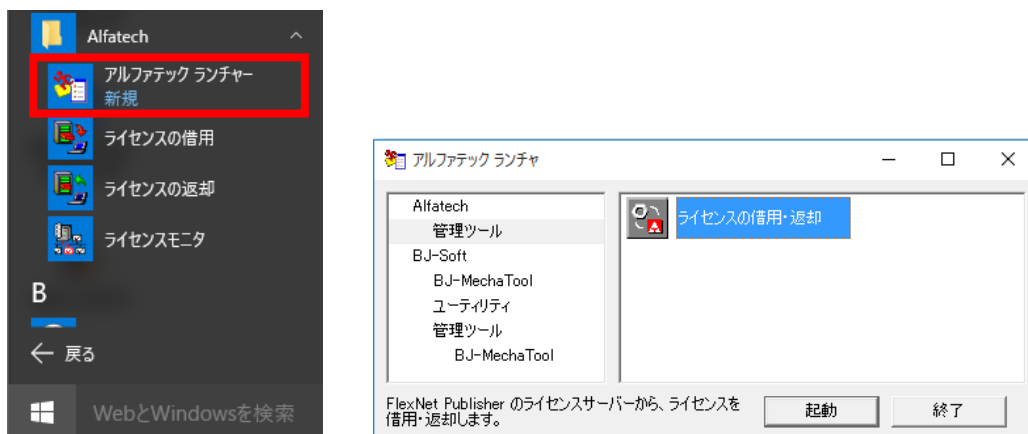 Alfatech
アルファテック ランチャー
新規
ライセンスの借用
ライセンスの返却
ライセンスモニタ
B
戻る
WebとWindowsを検索
アルファテック ランチャ
Alfatech
管理ツール
BJ-Soft
BJ-MechaTool
ユーティリティ
管理ツール
BJ-MechaTool
ライセンスの借用・返却
FlexNet Publisher のライセンスサーバーから、ライセンスを
借用・返却します。
起動
終了